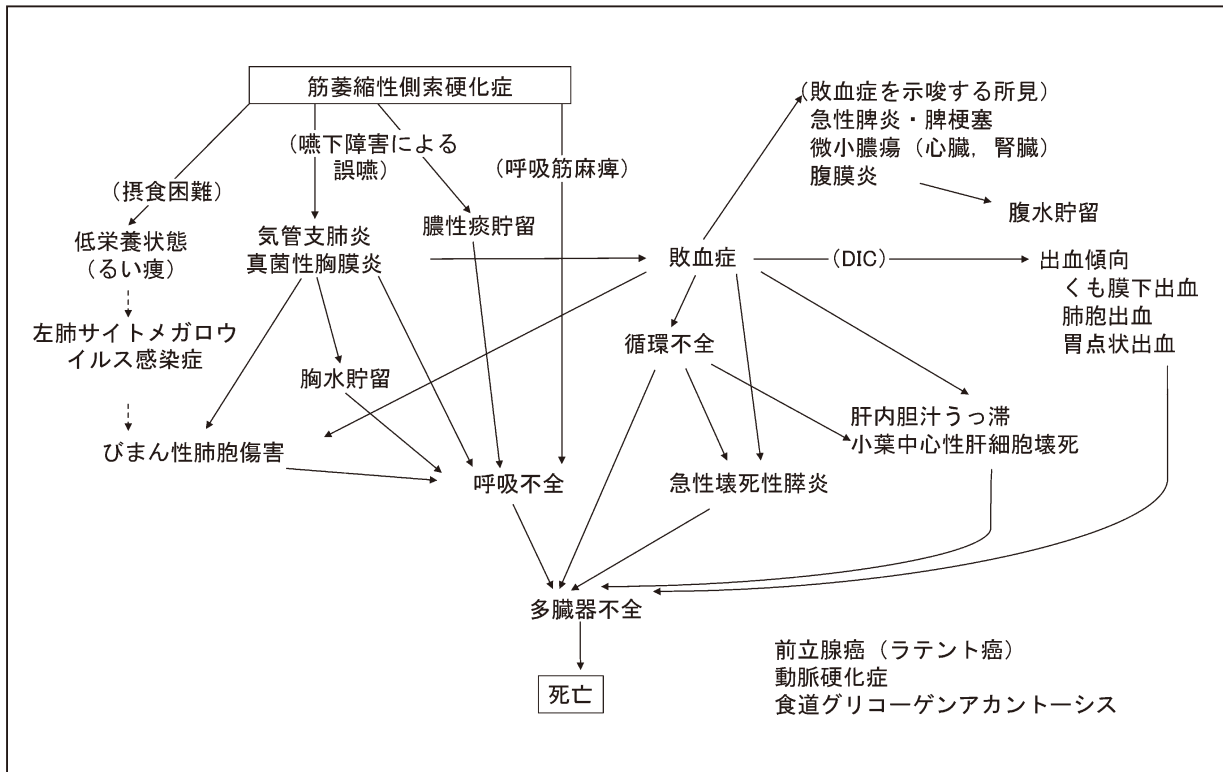 筋萎縮性側索硬化症
(嚥下障害による
誤嚥)
(呼吸筋麻痺)
(摂食困難)
低栄養状態
(るい痩)
気管支肺炎
真菌性胸膜炎
膿性痰貯留
左肺サイトメガロウ
イルス感染症
胸水貯留
びまん性肺胞傷害
呼吸不全
(敗血症を示唆する所見)
急性脾炎・脾梗塞
微小膿瘍（心臓，腎臓）
腹膜炎
腹水貯留
敗血症
(DIC)
出血傾向
くも膜下出血
肺胞出血
胃点状出血
循環不全
肝内胆汁うっ滞
小葉中心性肝細胞壊死
急性壊死性膵炎
多臓器不全
死亡
前立腺癌（ラテント癌）
動脈硬化症
食道グリコーゲンアカントーシス